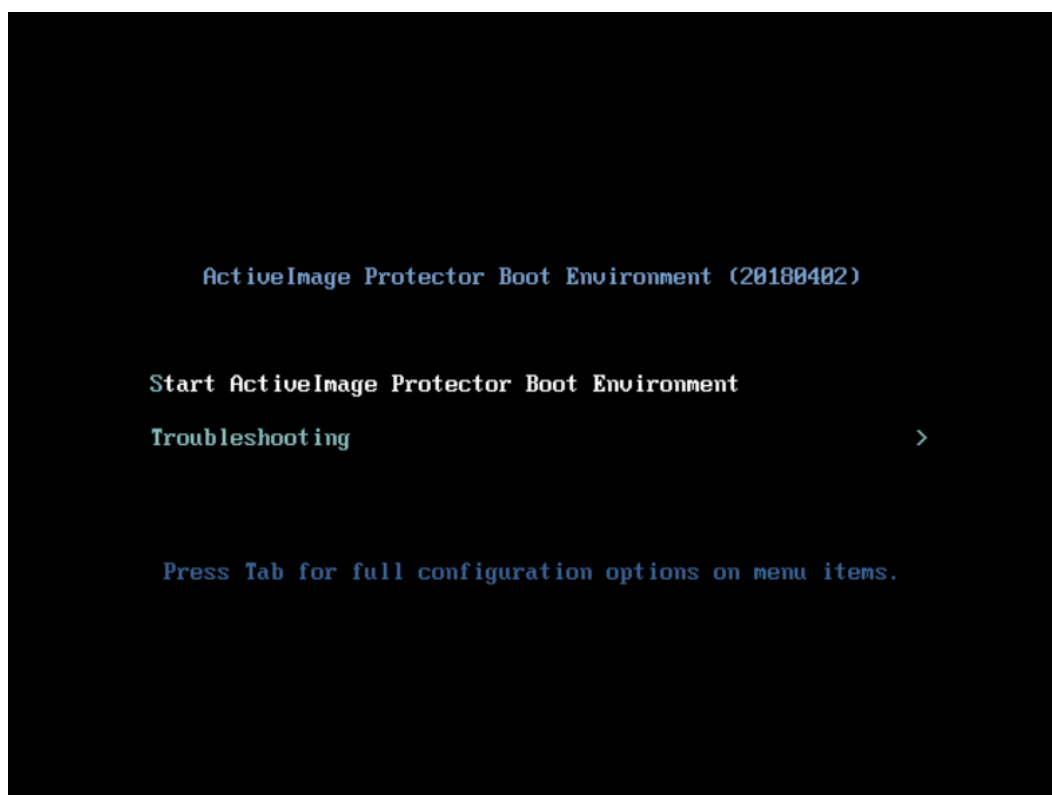 ActiveImage Protector Boot Environment (20180402)
Start ActiveImage Protector Boot Environment
Troubleshooting >
Press Tab for full configuration options on menu items.